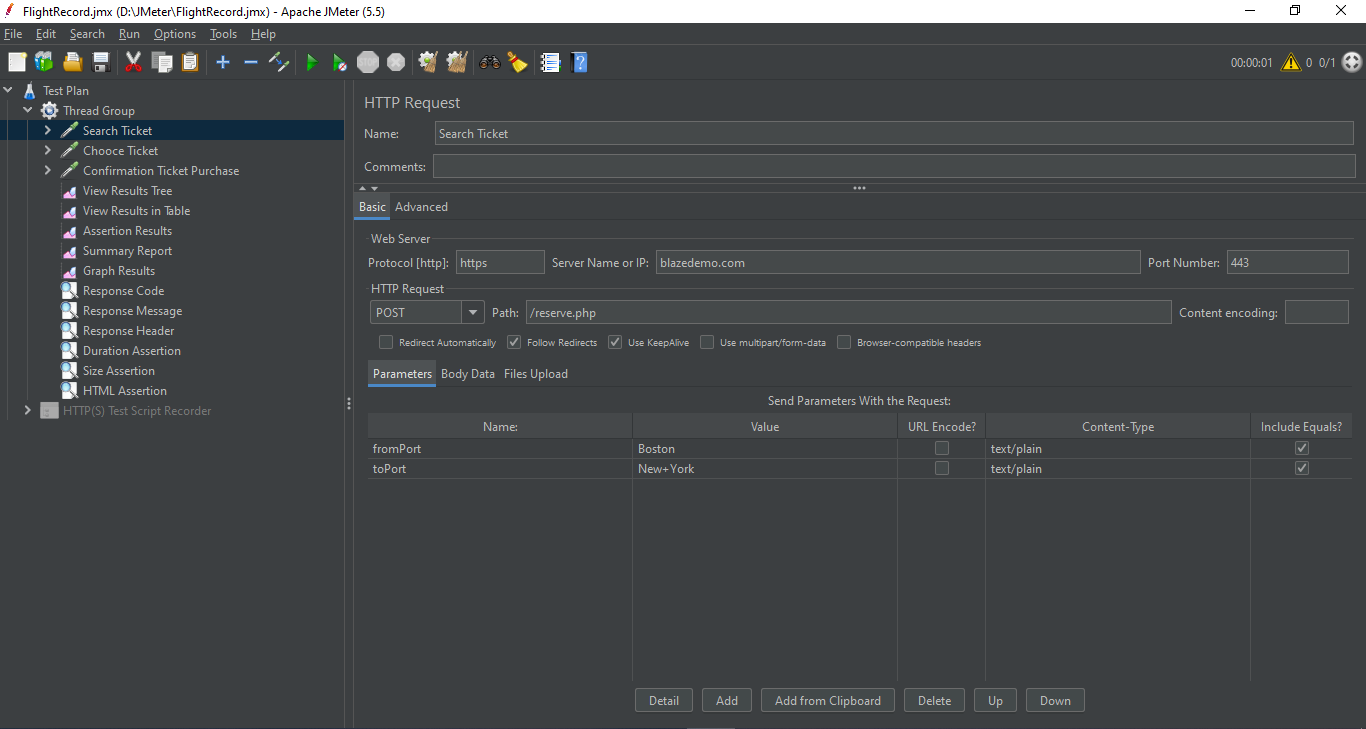 FlightRecord.jmx (D:\JMeter\FlightRecord.jmx) - Apache JMeter (5.5)
File Edit Search Run Options Tools Help
STOP 00:00:01 0 0/1
Test Plan
Thread Group
Search Ticket
Chooce Ticket
Confirmation Ticket Purchase
View Results Tree
View Results in Table
Assertion Results
Summary Report
Graph Results
Response Code
Response Message
Response Header
Duration Assertion
Size Assertion
HTML Assertion
HTTP(S) Test Script Recorder
HTTP Request
Name: Search Ticket
Comments:
Basic Advanced
Web Server
Protocol [http]: https Server Name or IP: blazedemo.com Port Number: 443
HTTP Request
POST Path: /reserve.php Content encoding:
Redirect Automatically Follow Redirects Use KeepAlive Use multipart/form-data Browser-compatible headers
Parameters Body Data Files Upload
Send Parameters With the Request:
Name: Value URL Encode? Content-Type Include Equals?
fromPort Boston text/plain
toPort New+York text/plain
Detail Add Add from Clipboard Delete Up Down